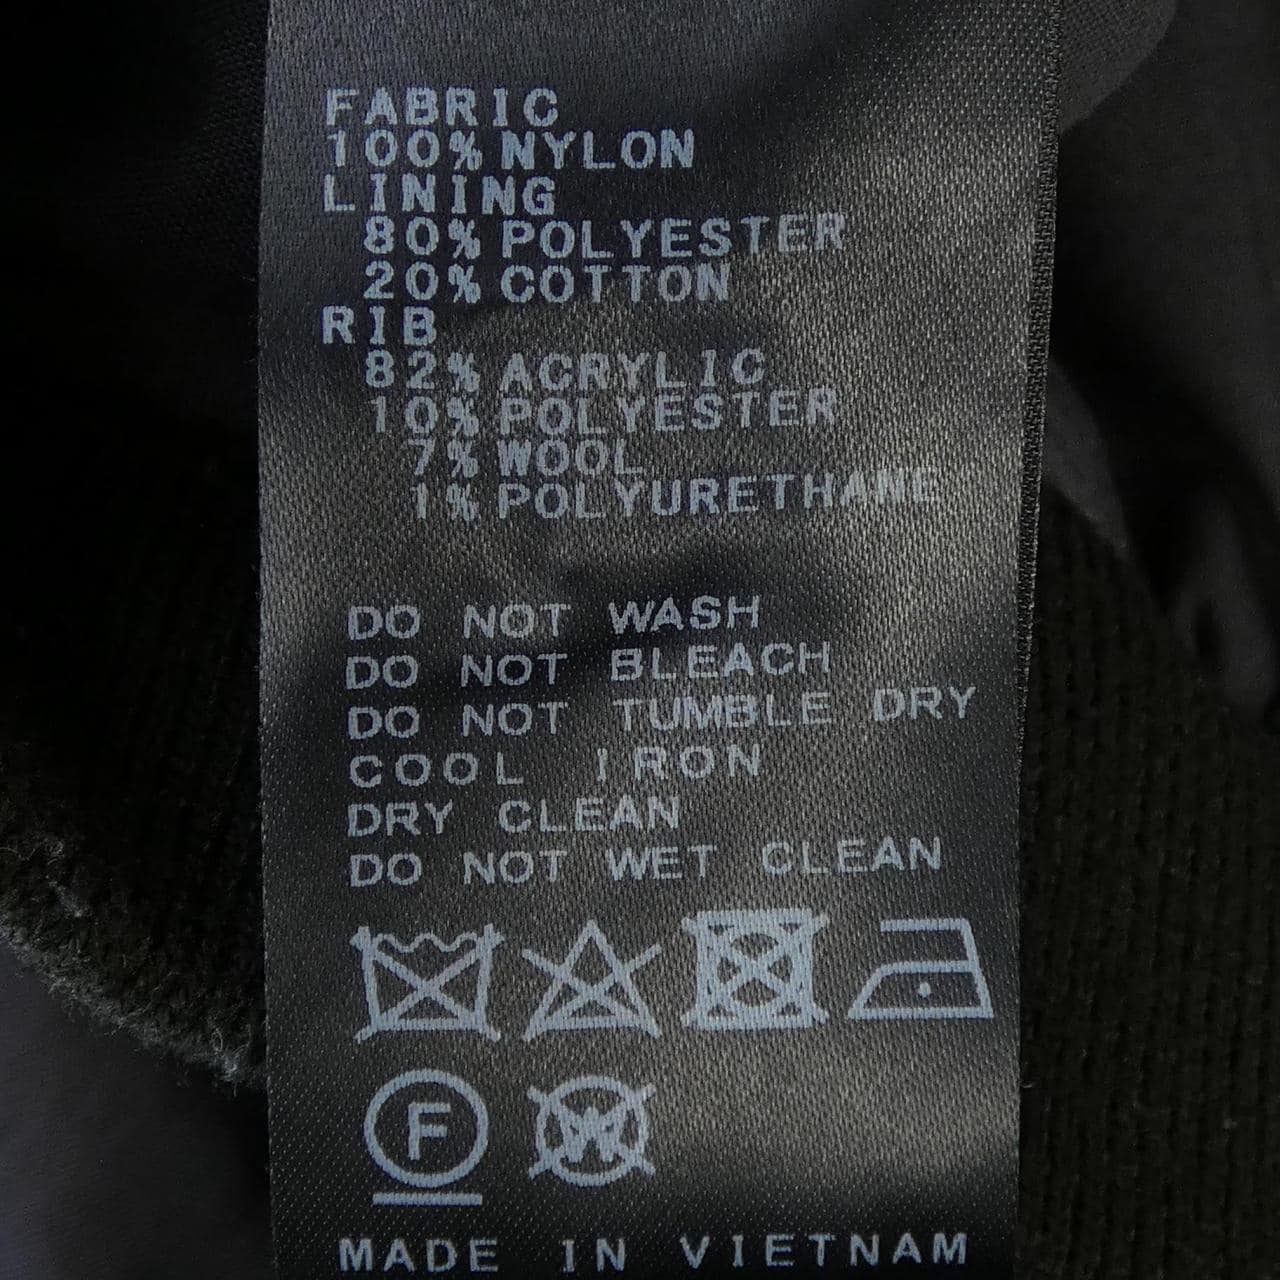 FABRIC
100% NYLON
LINING
80% POLYESTER
20% COTTON
RIB
82% ACRYLIC
10% POLYESTER
7% WOOL
1% POLYURETHANE
DO NOT WASH
DO NOT BLEACH
DO NOT TUMBLE DRY
COOL IRON
DRY CLEAN
DO NOT WET CLEAN
F W
MADE IN VIETNAM